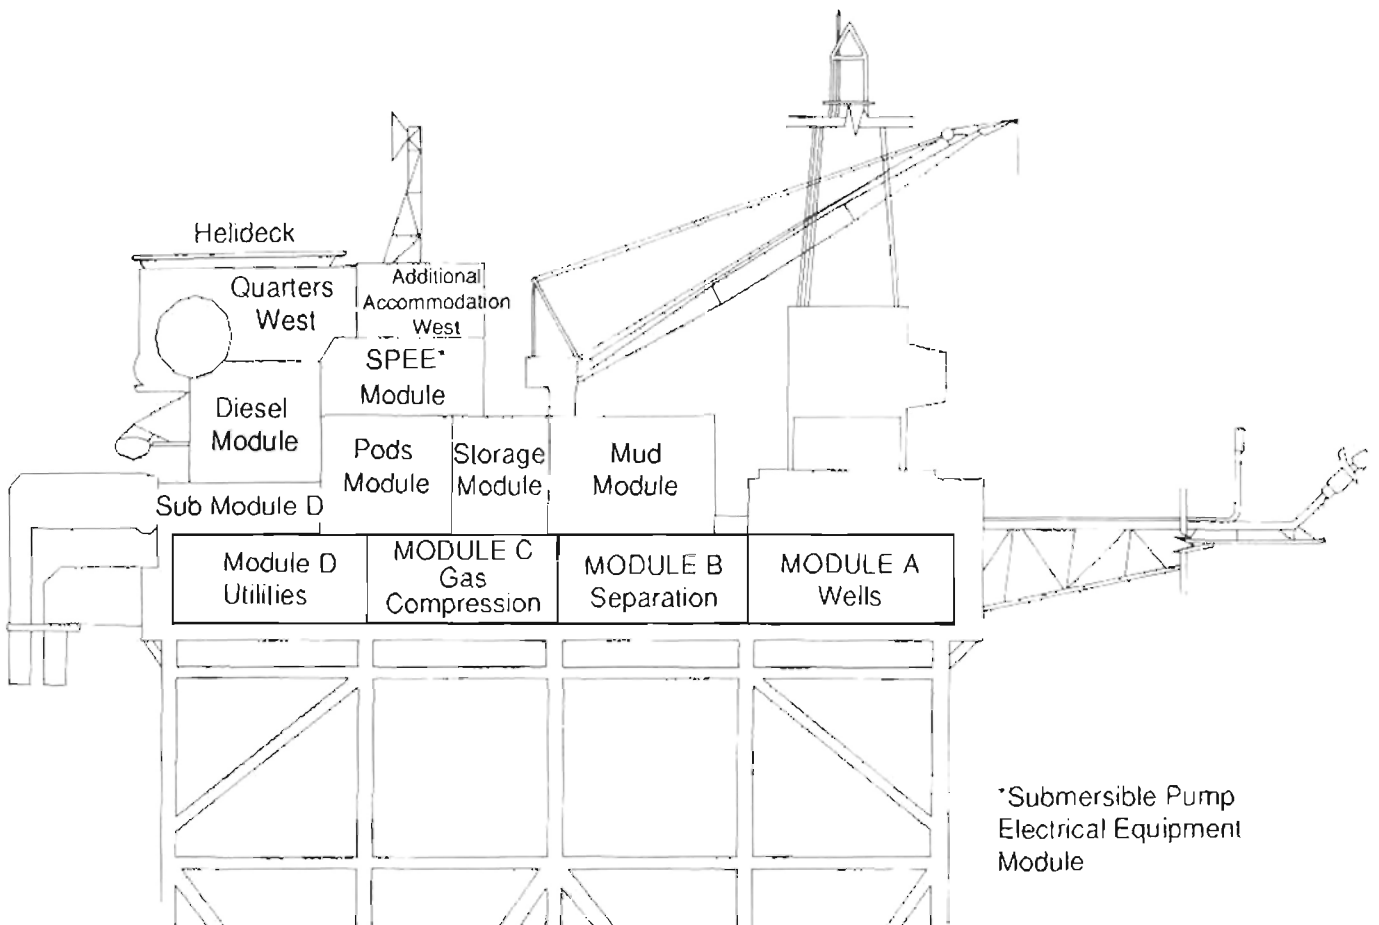 Helideck
Quarters
West
Additional
Accommodation
West
SPEE*
Module
Diesel
Module
Pods
Module
Storage
Module
Mud
Module
Sub Module D
Module D
Utilities
MODULE C
Gas
Compression
MODULE B
Separation
MODULE A
Wells
*Submersible Pump
Electrical Equipment
Module